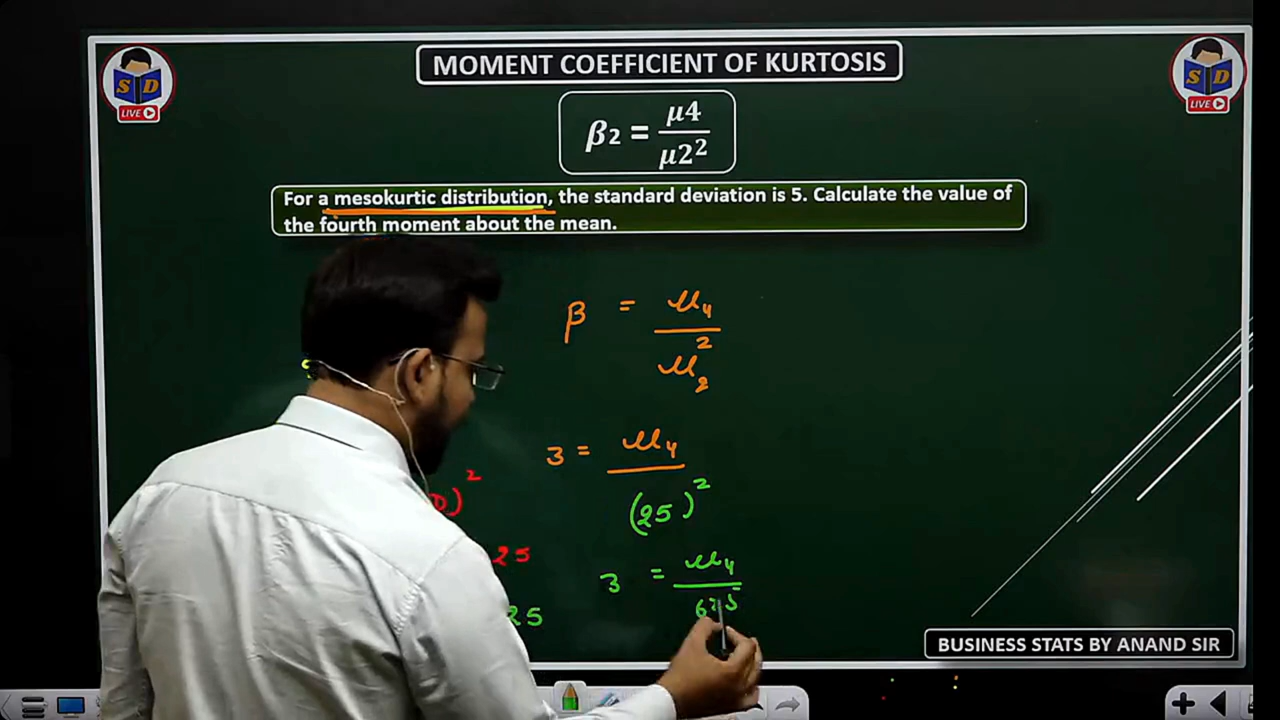 MOMENT COEFFICIENT OF KURTOSIS
S D
LIVE
S D
LIVE
β2 = μ4 / μ2²
For a mesokurtic distribution, the standard deviation is 5. Calculate the value of
the fourth moment about the mean.
β = μ₄ / μ₂²
3 = μ₄ / (25)²
D)²
25
3 = μ₄ / 625
25
BUSINESS STATS BY ANAND SIR